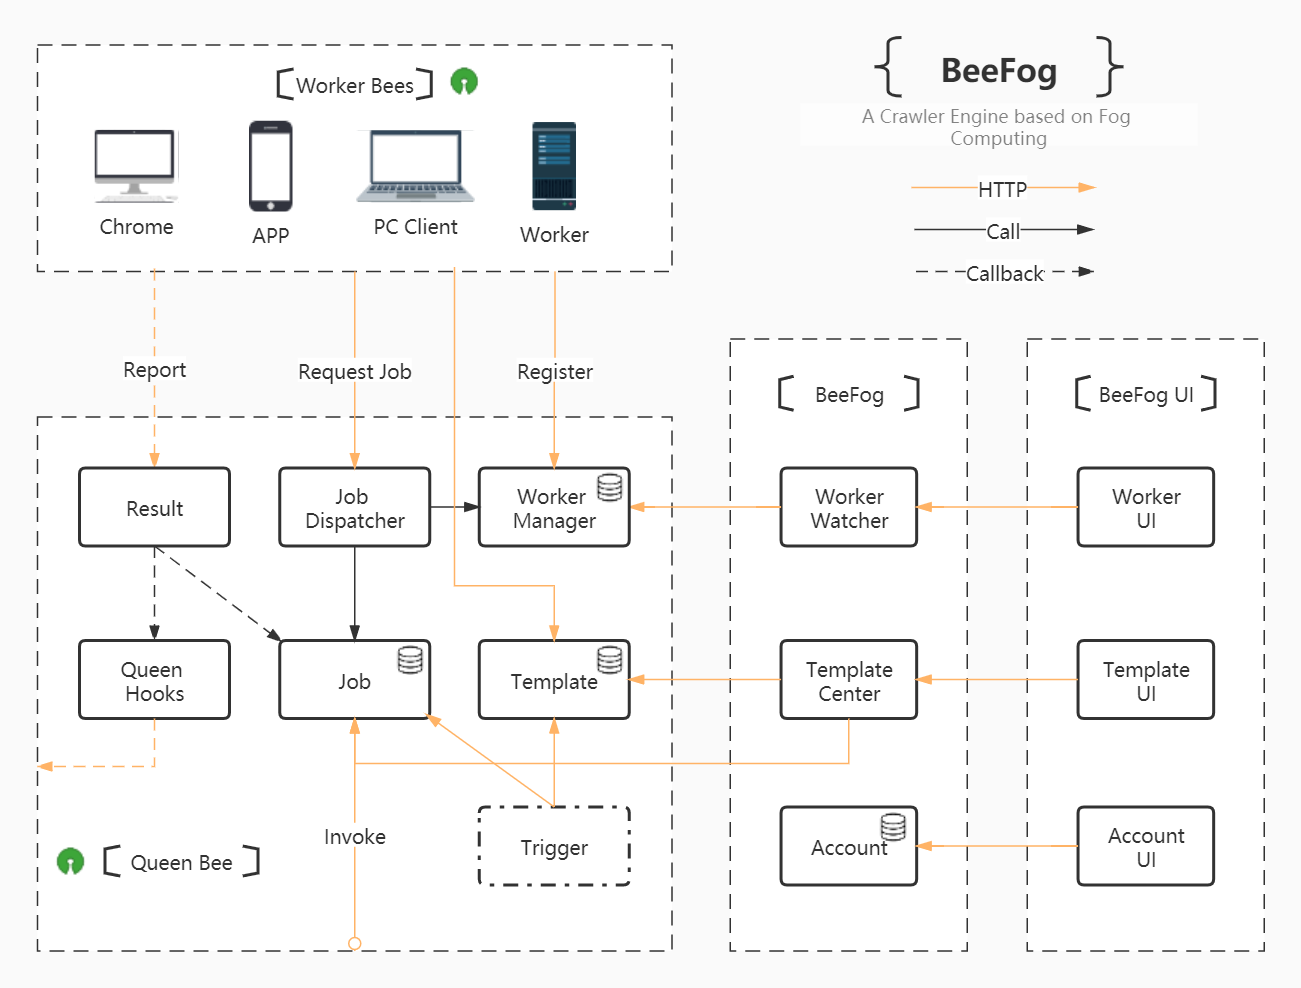 Worker Bees
Chrome
APP
PC Client
Worker
BeeFog
A Crawler Engine based on Fog
Computing
HTTP
Call
Callback
Report
Request Job
Register
Result
Job
Dispatcher
Worker
Manager
Queen
Hooks
Job
Template
Invoke
Trigger
Queen Bee
BeeFog
Worker
Watcher
Template
Center
Account
BeeFog UI
Worker
UI
Template
UI
Account
UI